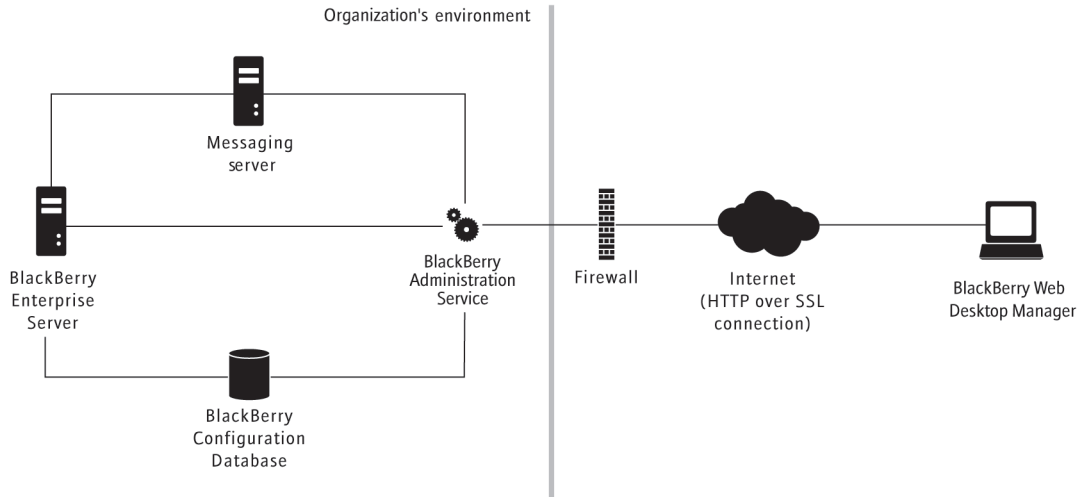 Organization's environment
Messaging
server
BlackBerry
Enterprise
Server
BlackBerry
Administration
Service
Firewall
Internet
(HTTP over SSL
connection)
BlackBerry Web
Desktop Manager
BlackBerry
Configuration
Database